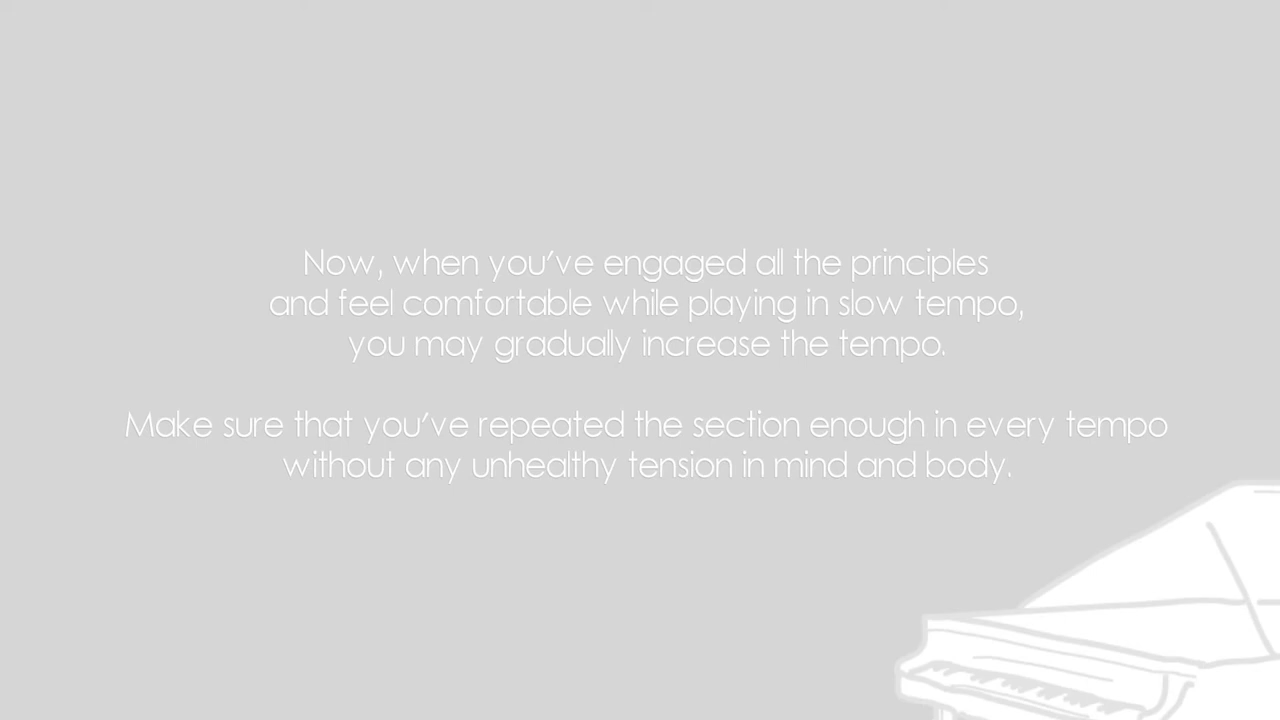 Now, when you've engaged all the principles
and feel comfortable while playing in slow tempo,
you may gradually increase the tempo.
Make sure that you've repeated the section enough in every tempo
without any unhealthy tension in mind and body.